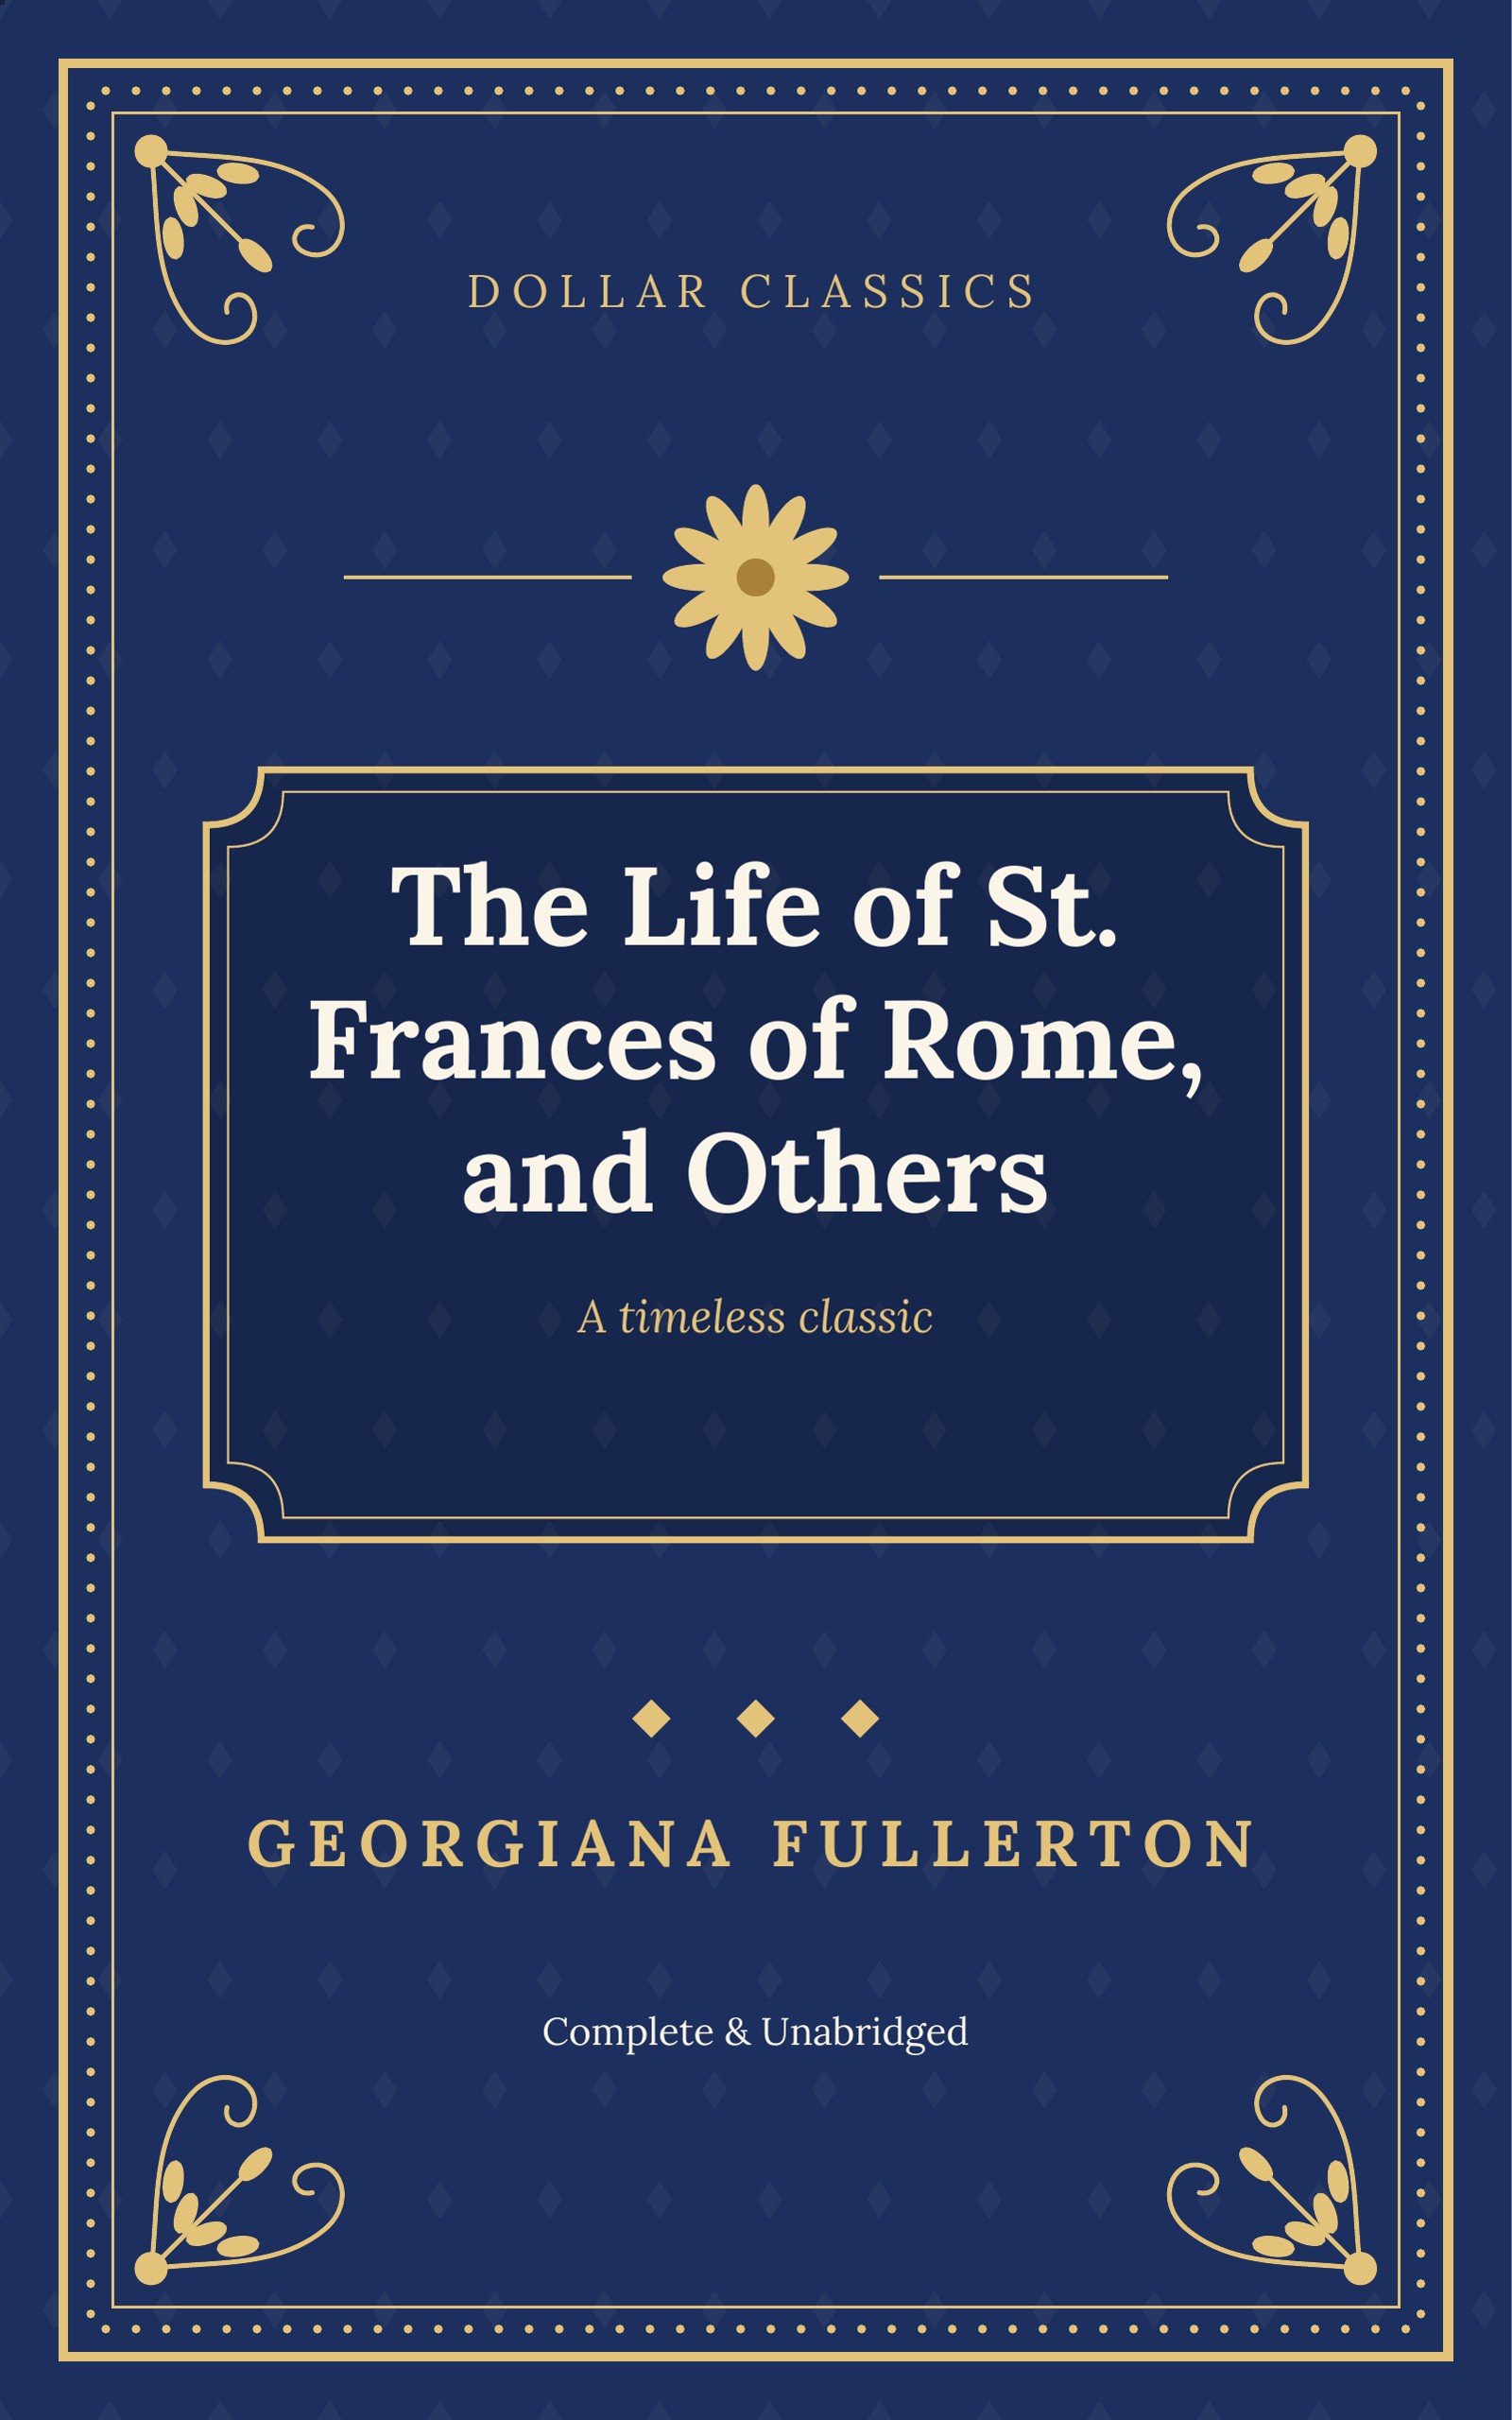 DOLLAR CLASSICS
The Life of St.
Frances of Rome,
and Others
A timeless classic
GEORGIANA FULLERTON
Complete & Unabridged